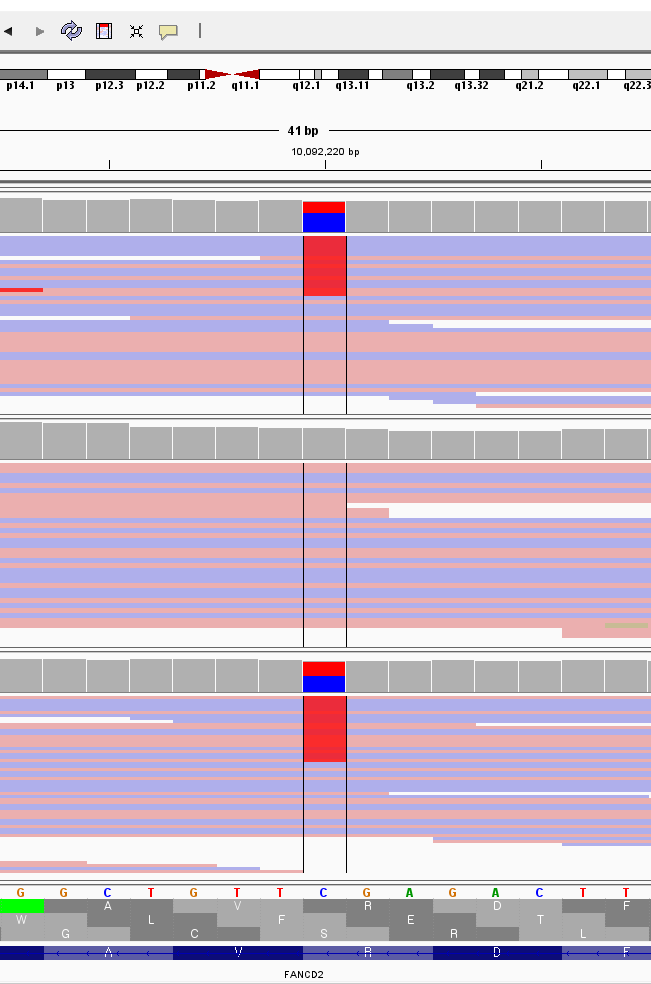 p14.1 p13 p12.3 p12.2 p11.2 q11.1 q12.1 q13.11 q13.2 q13.32 q21.2 q22.1 q22.3
41 bp
10,092,220 bp
G G C T G T T C G A G A C T T
A V R D F
W L F E T
G C S R L
A V R D F
FANCD2